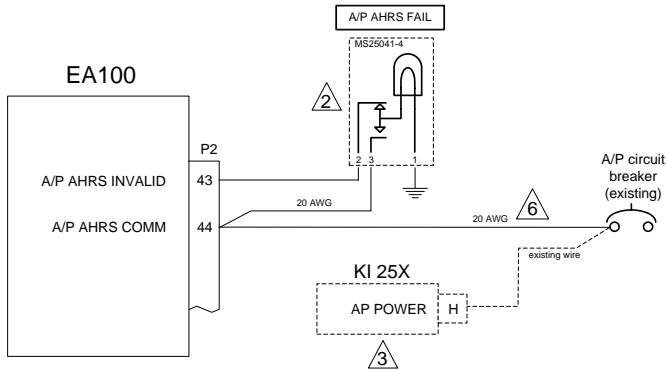 A/P AHRS FAIL
MS25041-4
EA100
2
P2
2 3 1
A/P AHRS INVALID 43
A/P circuit
breaker
(existing)
20 AWG
6
A/P AHRS COMM 44
20 AWG
existing wire
KI 25X
AP POWER H
3